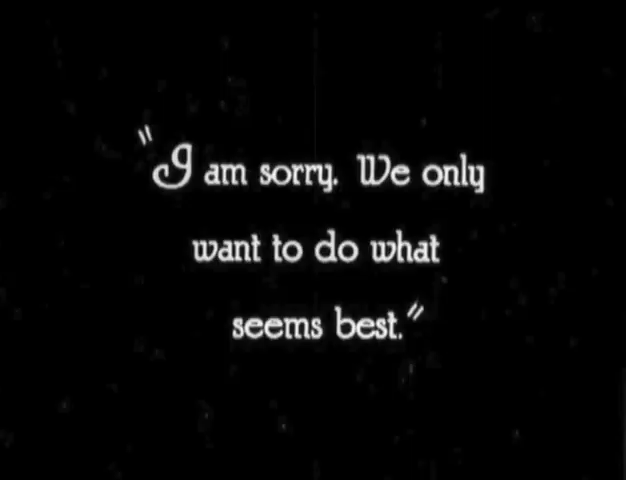 "I am sorry. We only
want to do what
seems best."